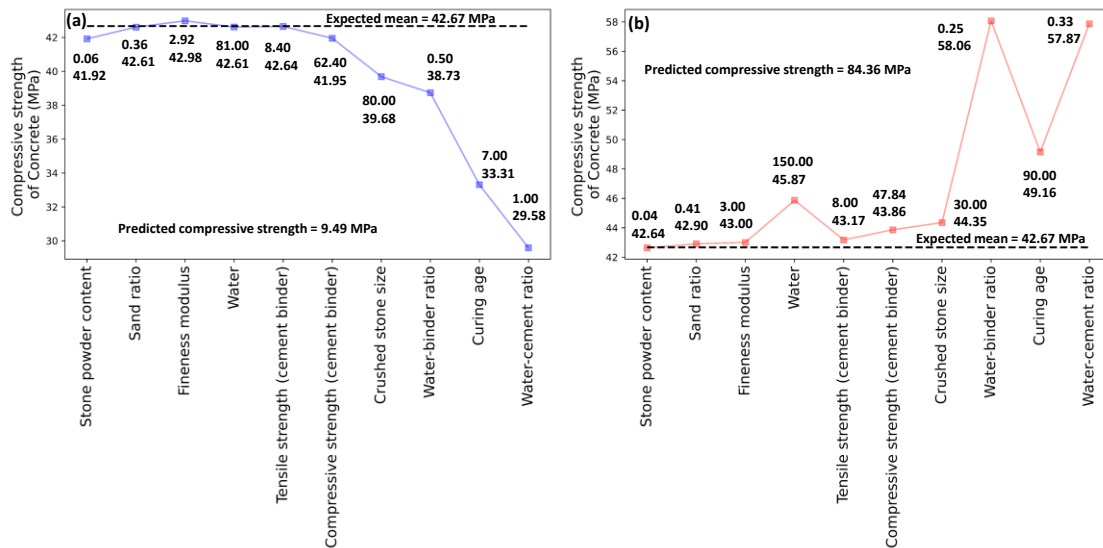 (a)
Expected mean = 42.67 MPa
Compressive strength
of Concrete (MPa)
42
40
38
36
34
32
30
0.06
41.92
0.36
42.61
2.92
42.98
81.00
42.61
8.40
42.64
62.40
41.95
80.00
39.68
0.50
38.73
7.00
33.31
1.00
29.58
Predicted compressive strength = 9.49 MPa
Stone powder content
Sand ratio
Fineness modulus
Water
Tensile strength (cement binder)
Compressive strength (cement binder)
Crushed stone size
Water-binder ratio
Curing age
Water-cement ratio
(b)
Compressive strength
of Concrete (MPa)
58
56
54
52
50
48
46
44
42
Predicted compressive strength = 84.36 MPa
0.04
42.64
0.41
42.90
3.00
43.00
150.00
45.87
8.00
43.17
47.84
43.86
30.00
44.35
0.25
58.06
90.00
49.16
0.33
57.87
Expected mean = 42.67 MPa
Stone powder content
Sand ratio
Fineness modulus
Water
Tensile strength (cement binder)
Compressive strength (cement binder)
Crushed stone size
Water-binder ratio
Curing age
Water-cement ratio